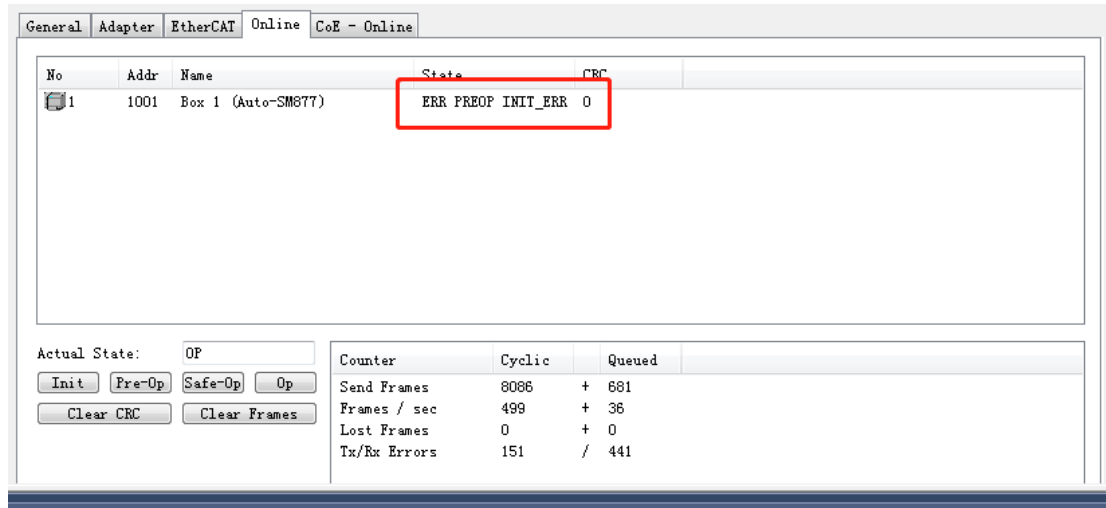 General Adapter EtherCAT Online CoE - Online
No Addr Name State CRC
1 1001 Box 1 (Auto-SM877) ERR PREOP INIT_ERR 0
Actual State: OP
Init Pre-Op Safe-Op Op
Clear CRC Clear Frames
Counter Cyclic Queued
Send Frames 8086 + 681
Frames / sec 499 + 36
Lost Frames 0 + 0
Tx/Rx Errors 151 / 441